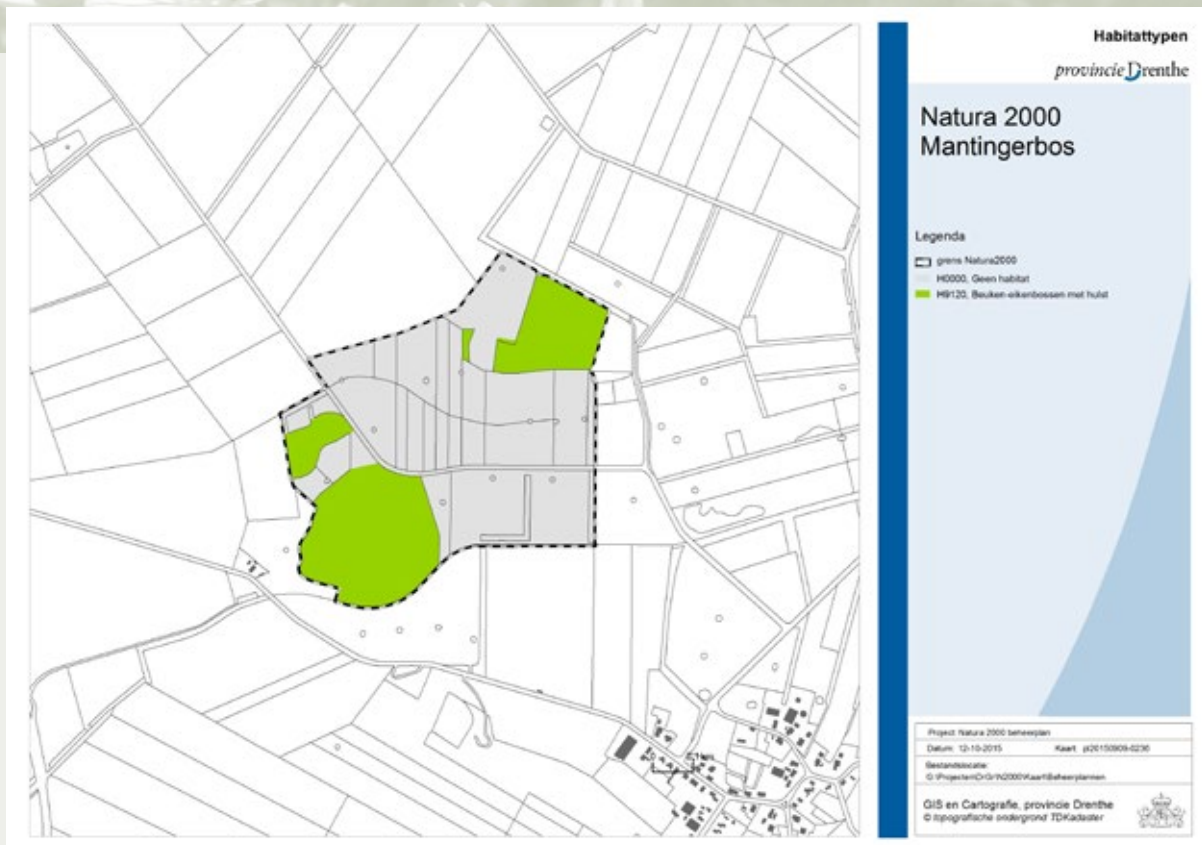 Habitattypen
provincie Drenthe
Natura 2000
Mantingerbos
Legenda
grens Natura2000
H0000, Geen habitat
H9120, Beuken-eikenbossen met hulst
Project: Natura 2000 beheerplan
Datum: 12-10-2015 Kaart: pl20150909-0236
Bestandslocatie:
GIS en Cartografie, provincie Drenthe
© topografische ondergrond TDKadaster